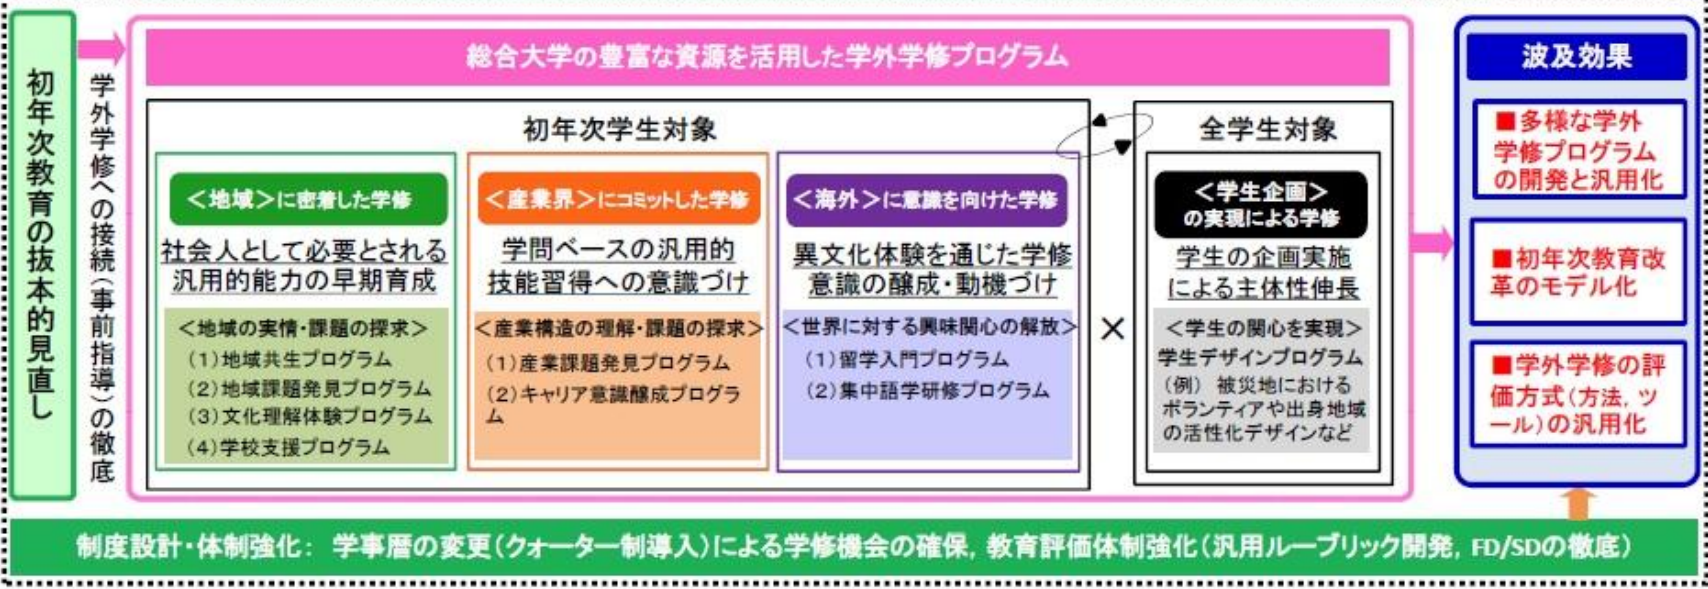 初年次教育の抜本的見直し
学外学修への接続(事前指導)の徹底
総合大学の豊富な資源を活用した学外学修プログラム
初年次学生対象
<地域>に密着した学修
社会人として必要とされる
汎用的能力の早期育成
<地域の実情・課題の探求>
(1)地域共生プログラム
(2)地域課題発見プログラム
(3)文化理解体験プログラム
(4)学校支援プログラム
<産業界>にコミットした学修
学問ベースの汎用的
技能習得への意識づけ
<産業構造の理解・課題の探求>
(1)産業課題発見プログラム
(2)キャリア意識醸成プログラ
ム
<海外>に意識を向けた学修
異文化体験を通じた学修
意識の醸成・動機づけ
<世界に対する興味関心の解放>
(1)留学入門プログラム
(2)集中語学研修プログラム
×
全学生対象
<学生企画>
の実現による学修
学生の企画実施
による主体性伸長
<学生の関心を実現>
学生デザインプログラム
(例) 被災地における
ボランティアや出身地域
の活性化デザインなど
波及効果
■多様な学外
学修プログラム
の開発と汎用化
■初年次教育改
革のモデル化
■学外学修の評
価方式(方法, ツ
ール)の汎用化
制度設計・体制強化: 学事暦の変更(クォーター制導入)による学修機会の確保, 教育評価体制強化(汎用ルーブリック開発, FD/SDの徹底)